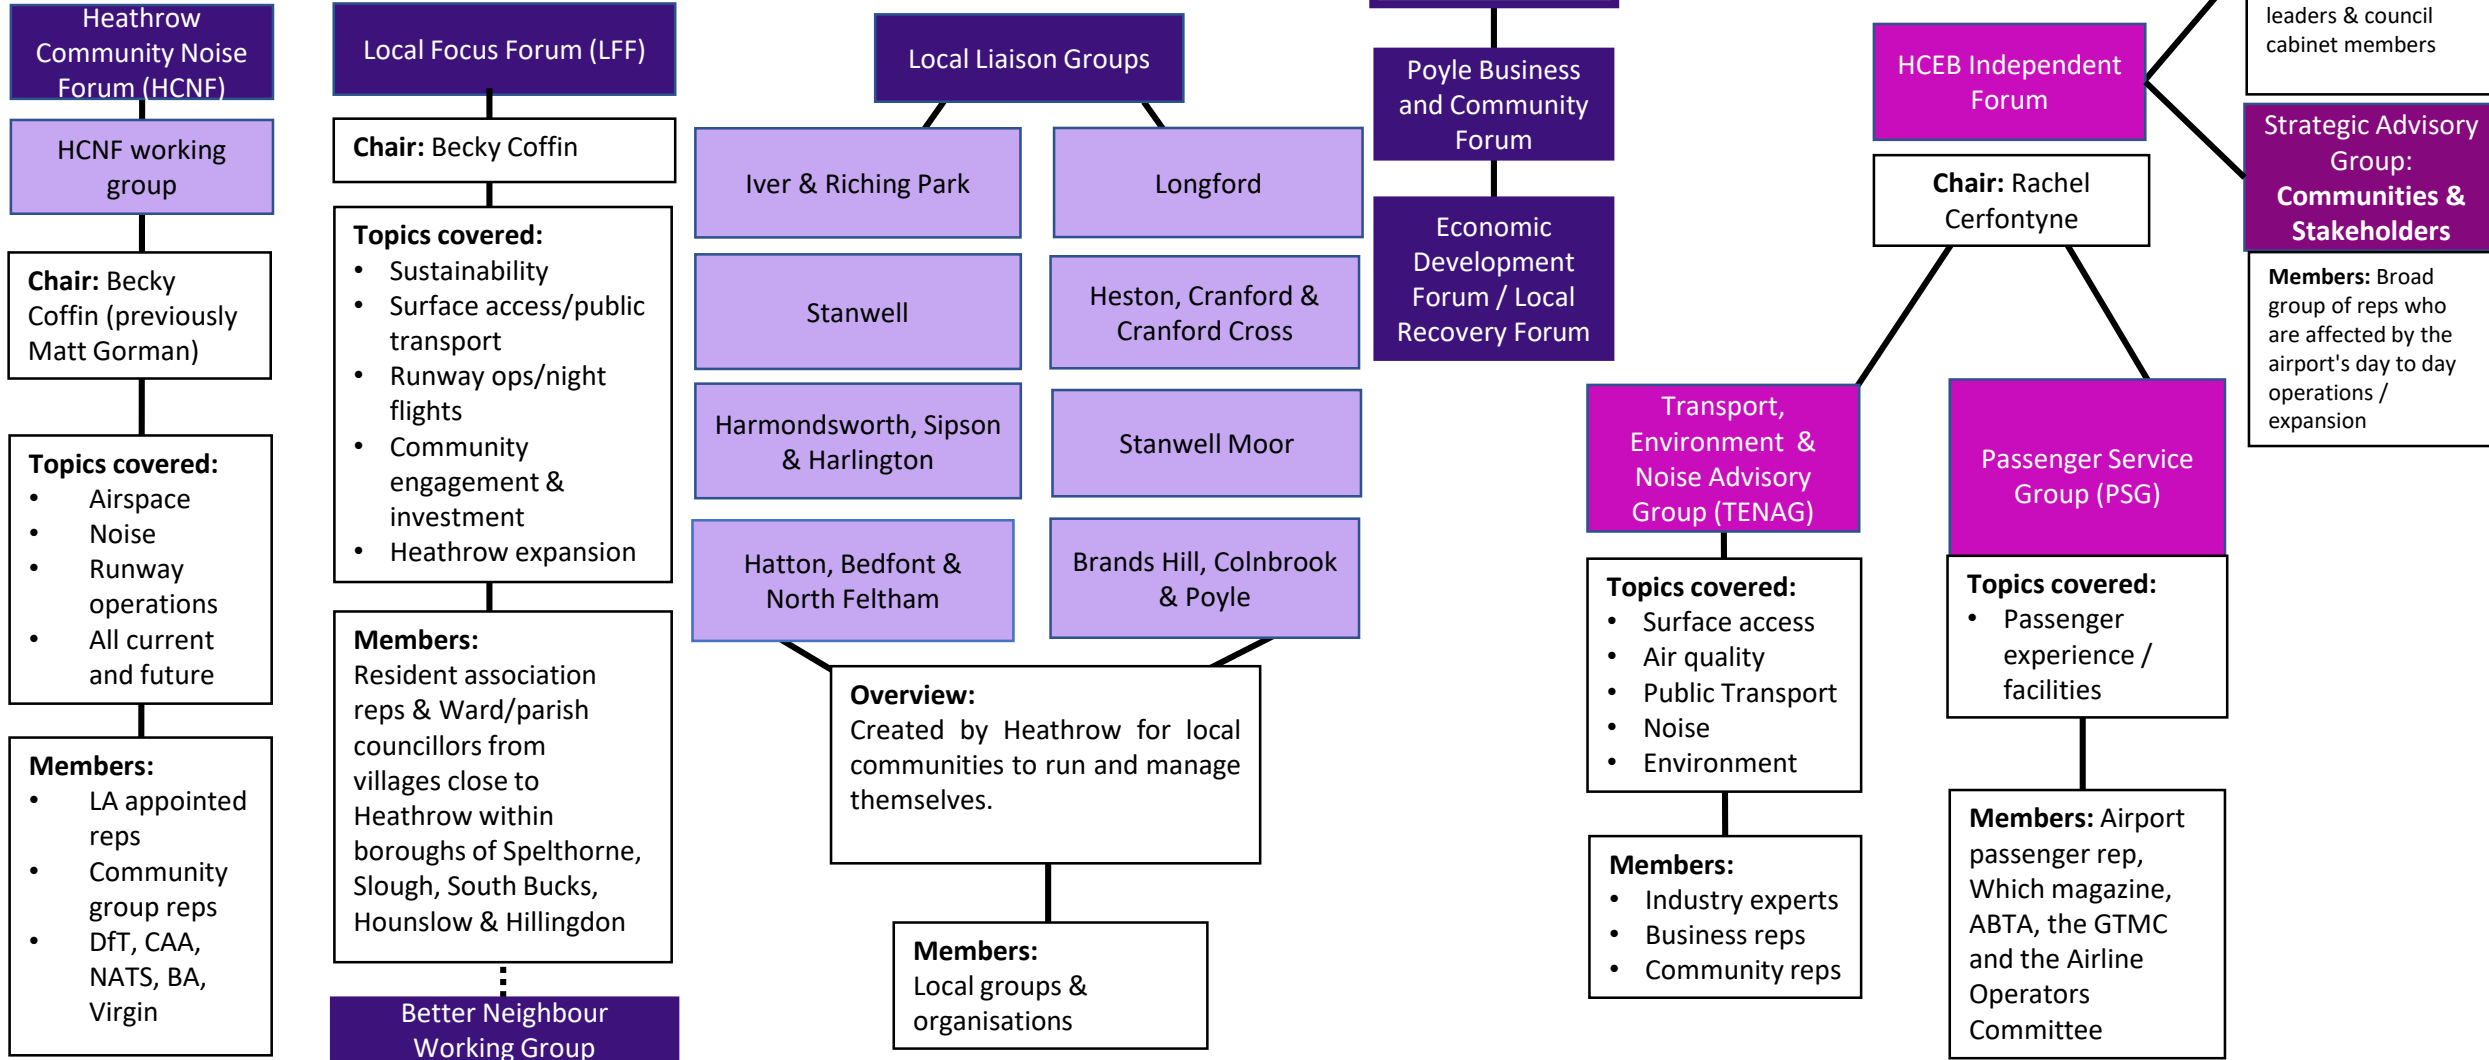 Heathrow
Community Noise
Forum (HCNF)
HCNF working
group
Chair: Becky
Coffin (previously
Matt Gorman)
Topics covered:
• Airspace
• Noise
• Runway
operations
• All current
and future
Members:
• LA appointed
reps
• Community
group reps
• DfT, CAA,
NATS, BA,
Virgin
Local Focus Forum (LFF)
Chair: Becky Coffin
Topics covered:
• Sustainability
• Surface access/public
transport
• Runway ops/night
flights
• Community
engagement &
investment
• Heathrow expansion
Members:
Resident association
reps & Ward/parish
councillors from
villages close to
Heathrow within
boroughs of Spelthorne,
Slough, South Bucks,
Hounslow & Hillingdon
Better Neighbour
Working Group
Local Liaison Groups
Iver & Riching Park
Longford
Stanwell
Heston, Cranford &
Cranford Cross
Harmondsworth, Sipson
& Harlington
Stanwell Moor
Hatton, Bedfont &
North Feltham
Brands Hill, Colnbrook
& Poyle
Overview:
Created by Heathrow for local
communities to run and manage
themselves.
Members:
Local groups &
organisations
Poyle Business
and Community
Forum
Economic
Development
Forum / Local
Recovery Forum
HCEB Independent
Forum
Chair: Rachel
Cerfontyne
Transport,
Environment &
Noise Advisory
Group (TENAG)
Topics covered:
• Surface access
• Air quality
• Public Transport
• Noise
• Environment
Members:
• Industry experts
• Business reps
• Community reps
Passenger Service
Group (PSG)
Topics covered:
• Passenger
experience /
facilities
Members: Airport
passenger rep,
Which magazine,
ABTA, the GTMC
and the Airline
Operators
Committee
leaders & council
cabinet members
Strategic Advisory
Group:
Communities &
Stakeholders
Members: Broad
group of reps who
are affected by the
airport's day to day
operations /
expansion